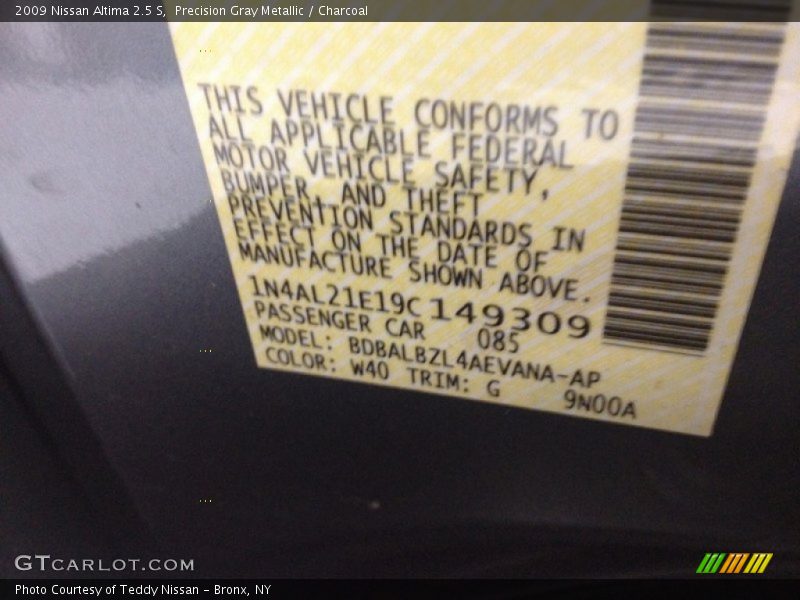 2009 Nissan Altima 2.5 S,  Precision Gray Metallic / Charcoal
THIS VEHICLE CONFORMS TO
ALL APPLICABLE FEDERAL
MOTOR VEHICLE SAFETY,
BUMPER, AND THEFT
PREVENTION STANDARDS IN
EFFECT ON THE DATE OF
MANUFACTURE SHOWN ABOVE.
1N4AL21E19C149309
PASSENGER CAR 085
MODEL: BDBALBZL4AEVANA-AP
COLOR: W40 TRIM: G 9N00A
GTCARLOT.COM
Photo Courtesy of Teddy Nissan - Bronx, NY